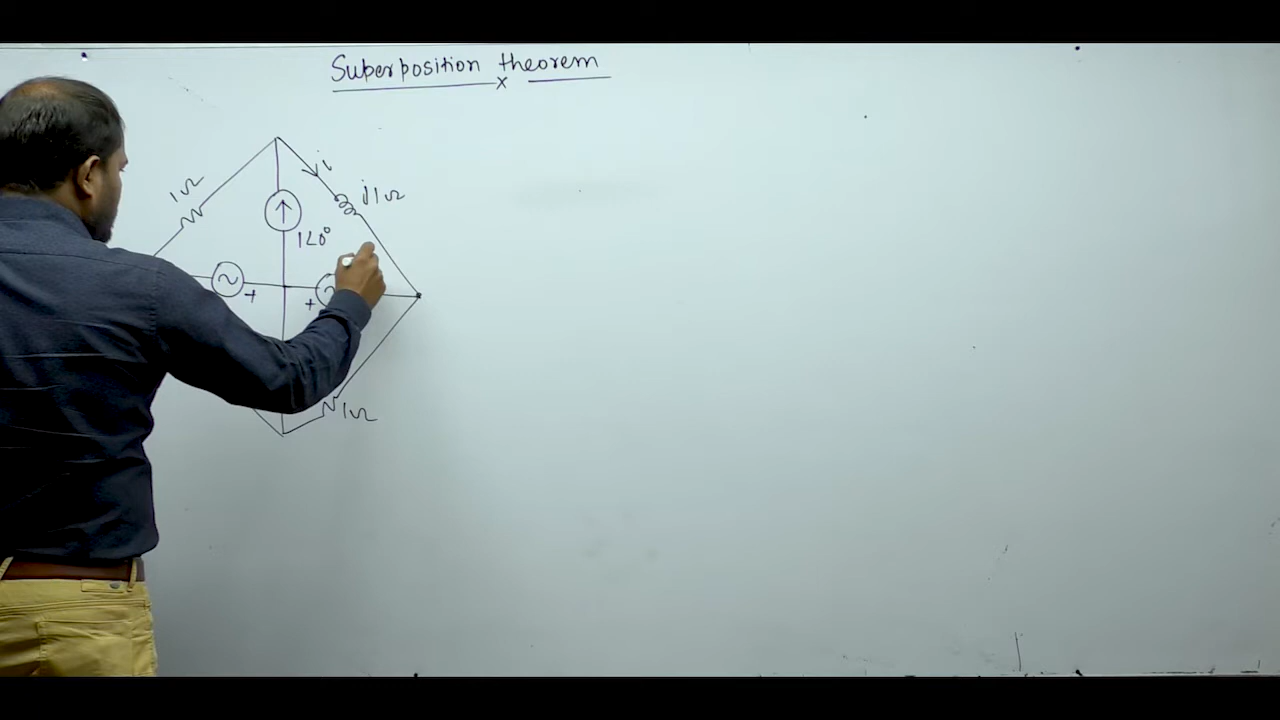 Superposition theorem
x
i
1Ω
j1Ω
1∠0°
+
+
1Ω